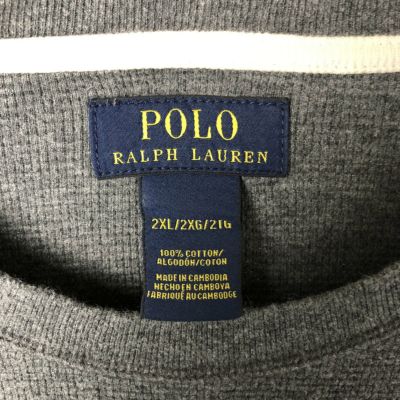 POLO
RALPH LAUREN
2XL/2XG/2TG
100% COTTON/
ALGODÓN/COTON
MADE IN CAMBODIA
HECHO EN CAMBOYA
FABRIQUÉ AU CAMBODGE